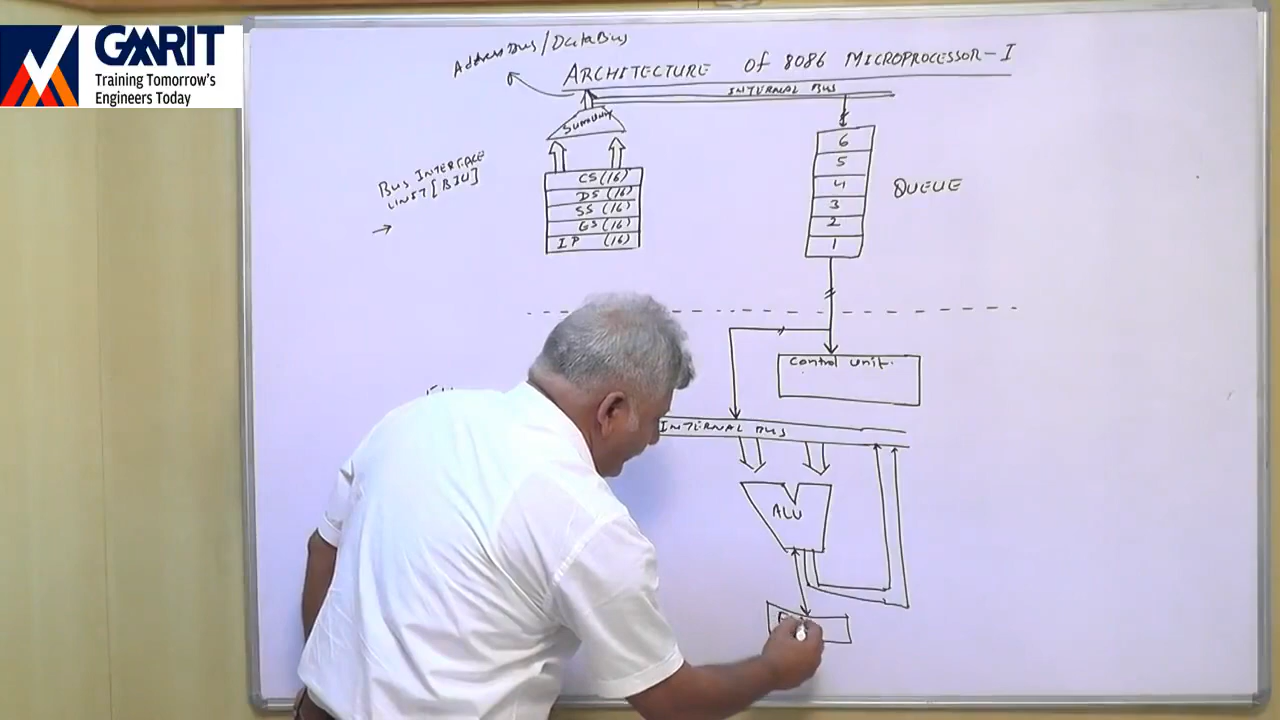 GMRIT
Training Tomorrow's
Engineers Today
Address Bus/Data Bus
ARCHITECTURE of 8086 MICROPROCESSOR-I
INTERNAL BUS
BUS INTERFACE
UNIT [BIU]
CS (16)
DS (16)
SS (16)
ES (16)
IP (16)
6
5
4
3
2
1
QUEUE
Control unit.
INTERNAL BUS
ALU